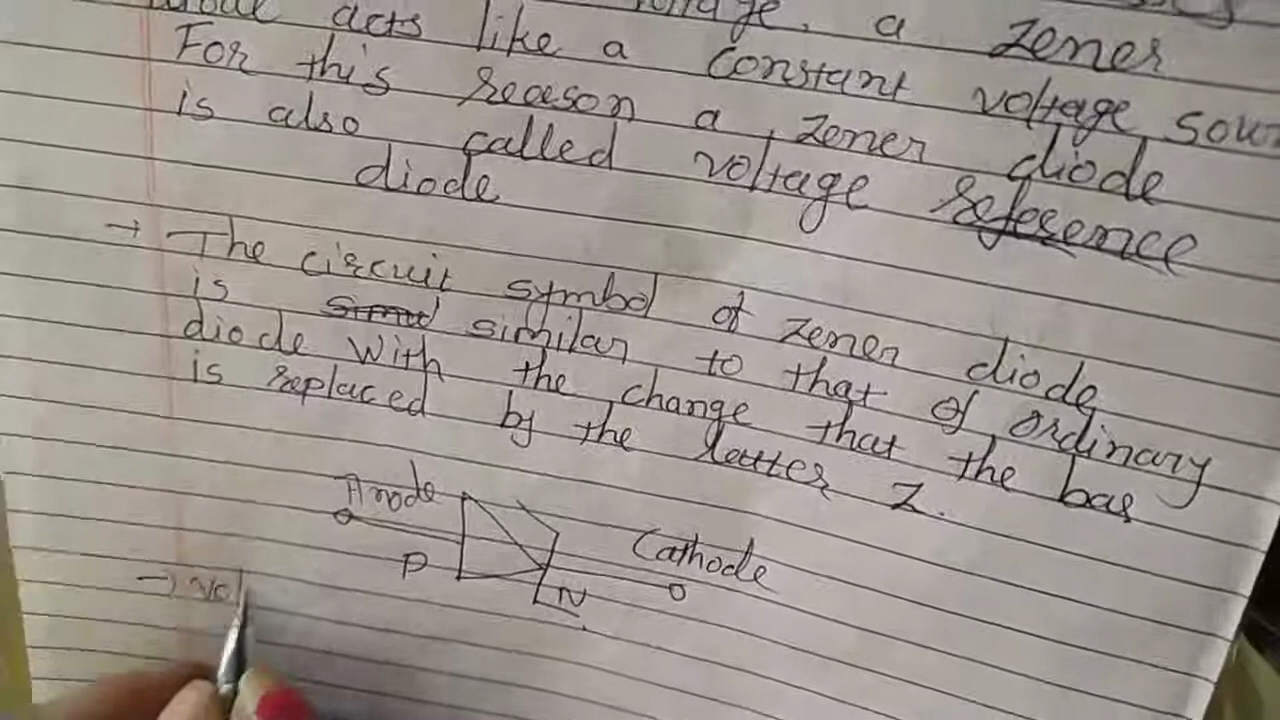 acts like a constant voltage
a zener
For this reason a zener diode
is also called voltage reference
diode
→ The circuit symbol of zener diode
is similar to that of ordinary
diode with the change that the bar
is replaced by the letter Z.
Anode
P
N
Cathode